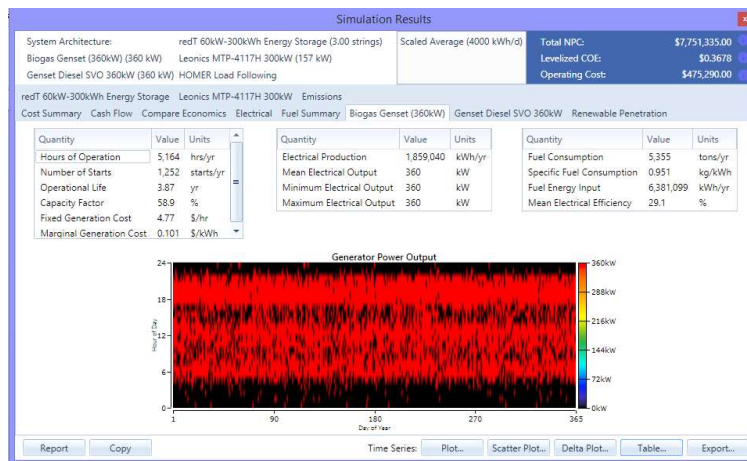 Simulation Results
System Architecture: redT 60kW-300kWh Energy Storage (3.00 strings)
Biogas Genset (360kW) (360 kW) Leonics MTP-4117H 300kW (157 kW)
Genset Diesel SVO 360kW (360 kW) HOMER Load Following
Scaled Average (4000 kWh/d)
Total NPC: $7,751,335.00
Levelized COE: $0.3678
Operating Cost: $475,290.00
redT 60kW-300kWh Energy Storage Leonics MTP-4117H 300kW Emissions
Cost Summary Cash Flow Compare Economics Electrical Fuel Summary Biogas Genset (360kW) Genset Diesel SVO 360kW Renewable Penetration
Quantity Value Units
Hours of Operation 5,164 hrs/yr
Number of Starts 1,252 starts/yr
Operational Life 3.87 yr
Capacity Factor 58.9 %
Fixed Generation Cost 4.77 $/hr
Marginal Generation Cost 0.101 $/kWh
Quantity Value Units
Electrical Production 1,859,040 kWh/yr
Mean Electrical Output 360 kW
Minimum Electrical Output 360 kW
Maximum Electrical Output 360 kW
Quantity Value Units
Fuel Consumption 5,355 tons/yr
Specific Fuel Consumption 0.951 kg/kWh
Fuel Energy Input 6,381,099 kWh/yr
Mean Electrical Efficiency 29.1 %
Generator Power Output
24
18
12
6
0
Hour of Day
1 90 180 270 365
Day of Year
360kW
288kW
216kW
144kW
72kW
0kW
Report Copy Time Series: Plot... Scatter Plot... Delta Plot... Table... Export...